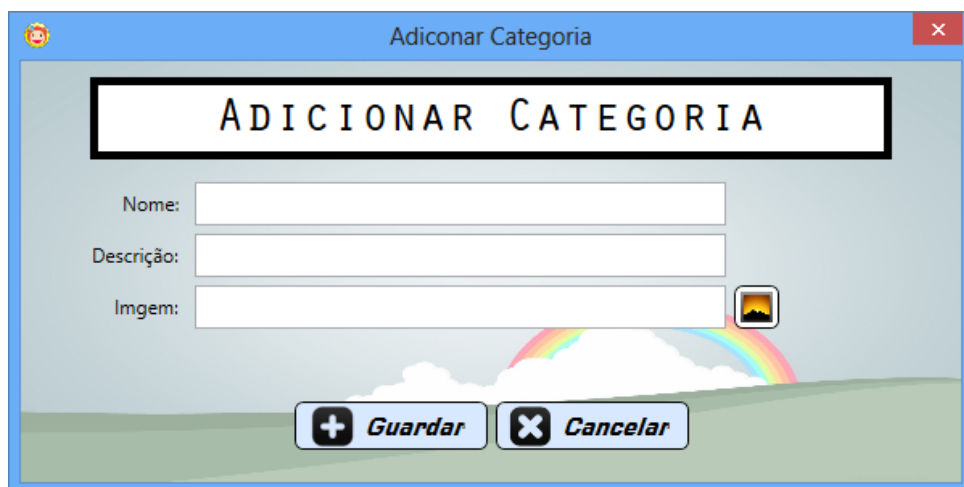 Adiconar Categoria
Adicionar Categoria
Nome:
Descrição:
Imgem:
Guardar
Cancelar